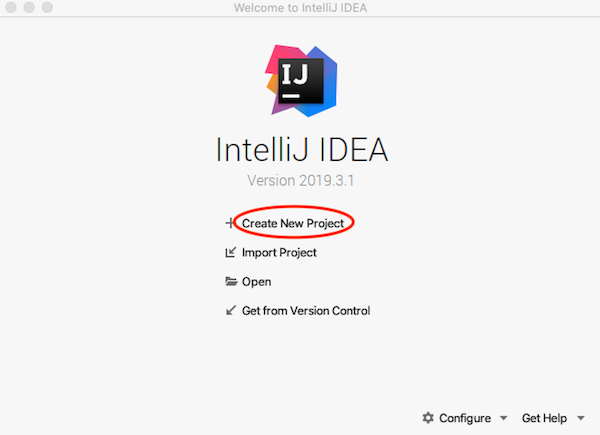 Welcome to IntelliJ IDEA
IJ
IntelliJ IDEA
Version 2019.3.1
Create New Project
Import Project
Open
Get from Version Control
Configure Get Help